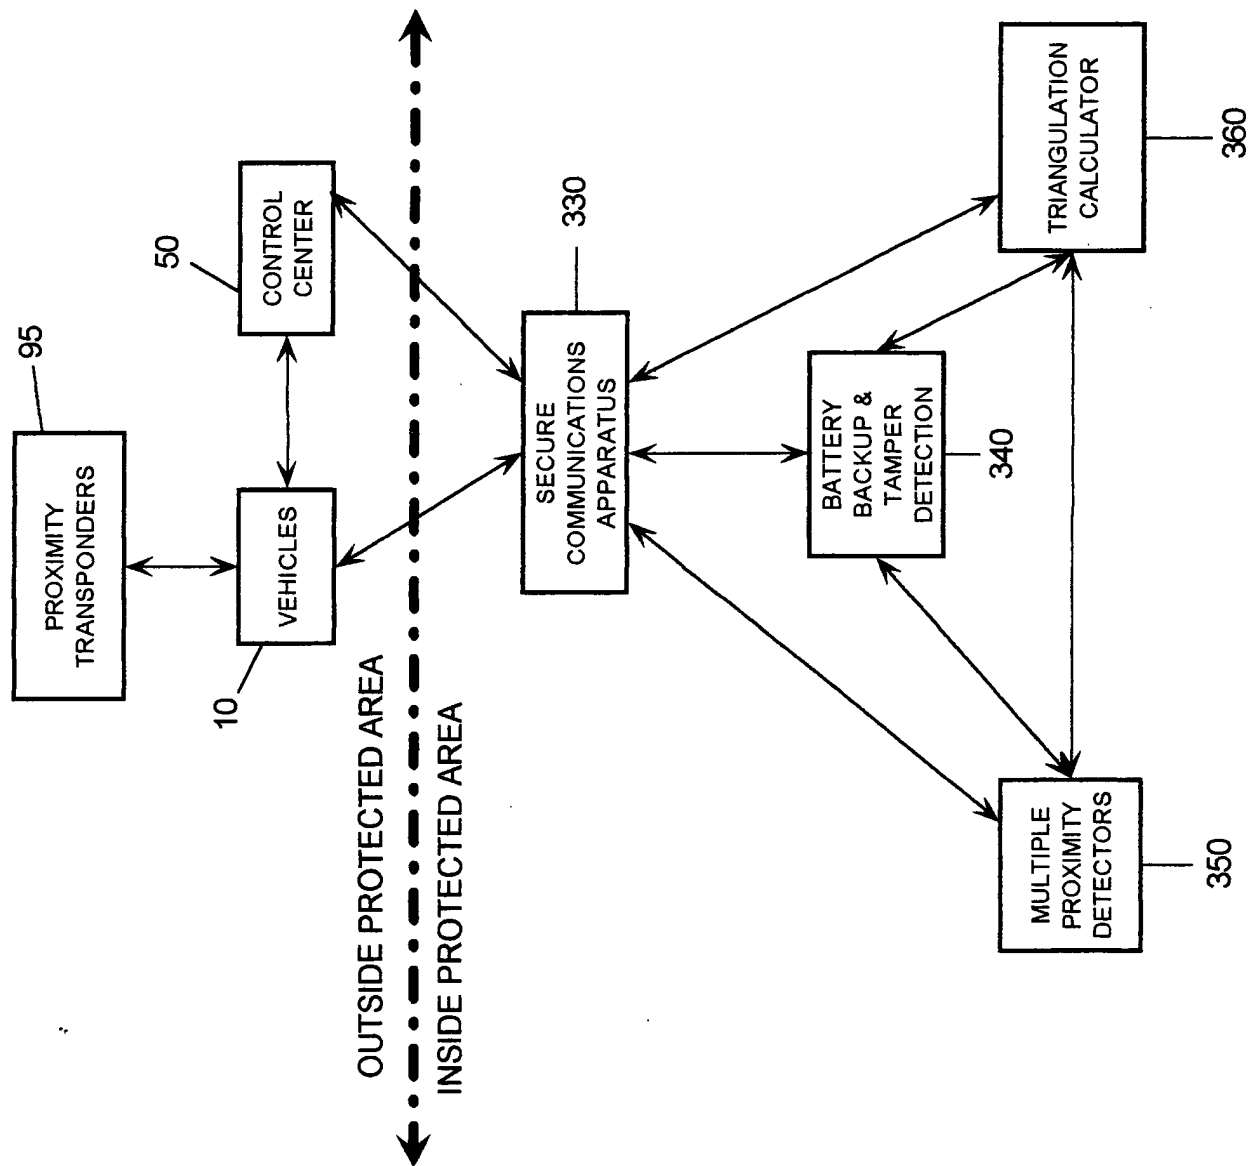 95
PROXIMITY
TRANSPONDERS
50
CONTROL
CENTER
VEHICLES
10
OUTSIDE PROTECTED AREA
INSIDE PROTECTED AREA
330
SECURE
COMMUNICATIONS
APPARATUS
BATTERY
BACKUP &
TAMPER
DETECTION
340
MULTIPLE
PROXIMITY
DETECTORS
350
TRIANGULATION
CALCULATOR
360